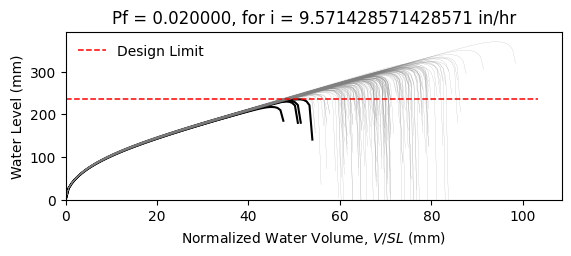 Pf = 0.020000, for i = 9.571428571428571 in/hr
Design Limit
Water Level (mm)
300
200
100
0
0 20 40 60 80 100
Normalized Water Volume, V/SL (mm)